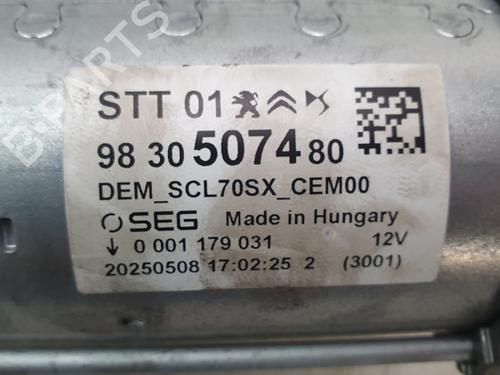 B-PARTS
STT 01
98 30 5074 80
DEM_SCL70SX_CEM00
SEG Made in Hungary
↓ 0 001 179 031 12V
20250508 17:02:25 2 (3001)